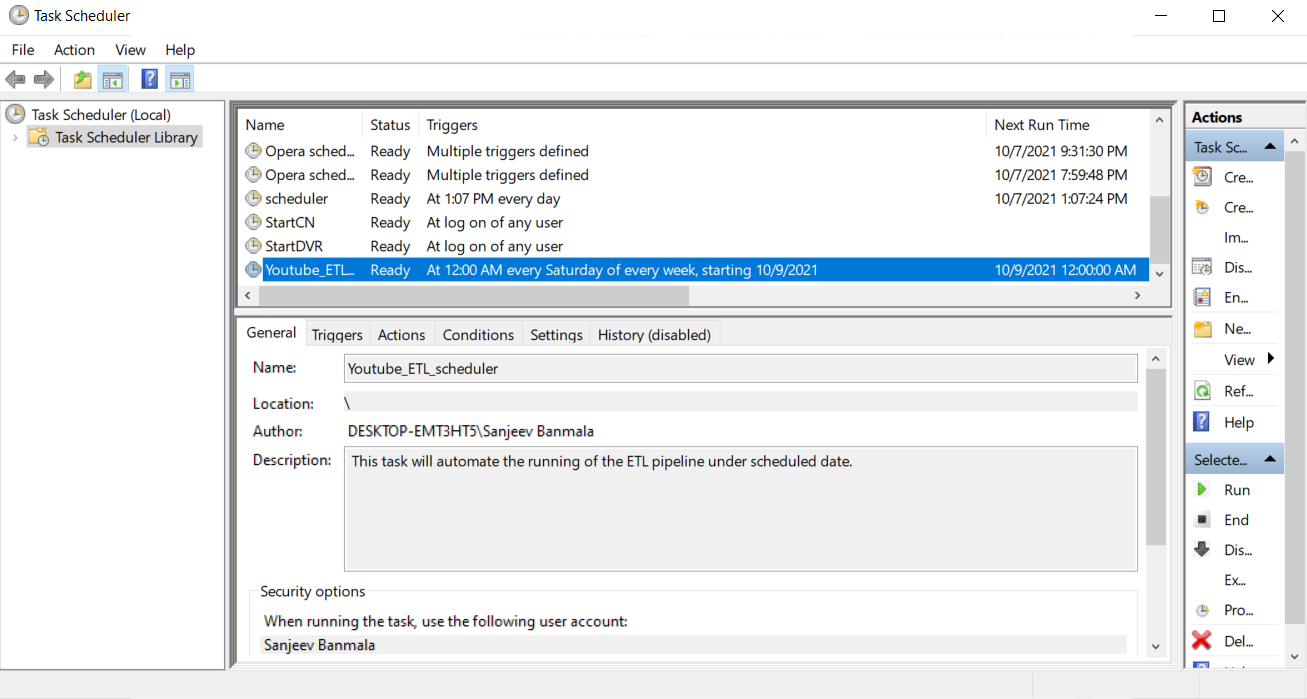 Task Scheduler
File Action View Help
Task Scheduler (Local)
Task Scheduler Library
Name Status Triggers Next Run Time
Opera sched... Ready Multiple triggers defined 10/7/2021 9:31:30 PM
Opera sched... Ready Multiple triggers defined 10/7/2021 7:59:48 PM
scheduler Ready At 1:07 PM every day 10/7/2021 1:07:24 PM
StartCN Ready At log on of any user
StartDVR Ready At log on of any user
Youtube_ETL... Ready At 12:00 AM every Saturday of every week, starting 10/9/2021 10/9/2021 12:00:00 AM
General Triggers Actions Conditions Settings History (disabled)
Name: Youtube_ETL_scheduler
Location: \
Author: DESKTOP-EMT3HT5\Sanjeev Banmala
Description: This task will automate the running of the ETL pipeline under scheduled date.
Security options
When running the task, use the following user account:
Sanjeev Banmala
Actions
Task Sc...
Cre...
Cre...
Im...
Dis...
En...
Ne...
View
Ref...
Help
Selecte...
Run
End
Dis...
Ex...
Pro...
Del...